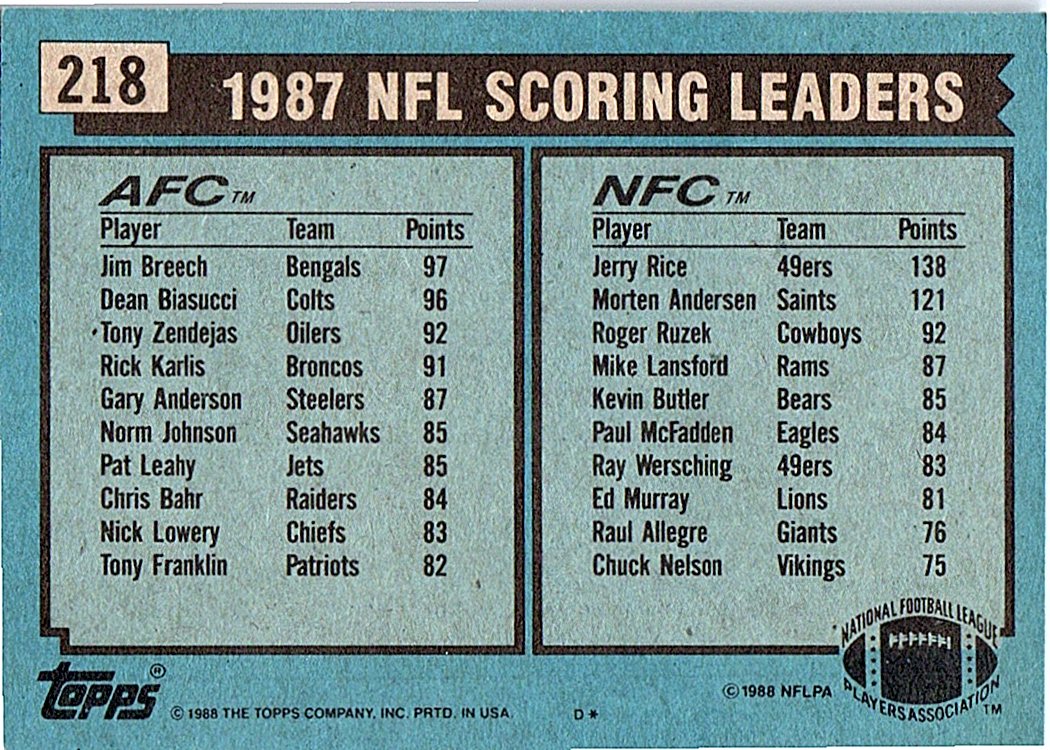 218
1987 NFL SCORING LEADERS
AFC™
Player Team Points
Jim Breech Bengals 97
Dean Biasucci Colts 96
Tony Zendejas Oilers 92
Rick Karlis Broncos 91
Gary Anderson Steelers 87
Norm Johnson Seahawks 85
Pat Leahy Jets 85
Chris Bahr Raiders 84
Nick Lowery Chiefs 83
Tony Franklin Patriots 82
NFC™
Player Team Points
Jerry Rice 49ers 138
Morten Andersen Saints 121
Roger Ruzek Cowboys 92
Mike Lansford Rams 87
Kevin Butler Bears 85
Paul McFadden Eagles 84
Ray Wersching 49ers 83
Ed Murray Lions 81
Raul Allegre Giants 76
Chuck Nelson Vikings 75
topps®
© 1988 THE TOPPS COMPANY, INC. PRTD. IN USA. D*
© 1988 NFLPA
NATIONAL FOOTBALL LEAGUE
PLAYERS ASSOCIATION™